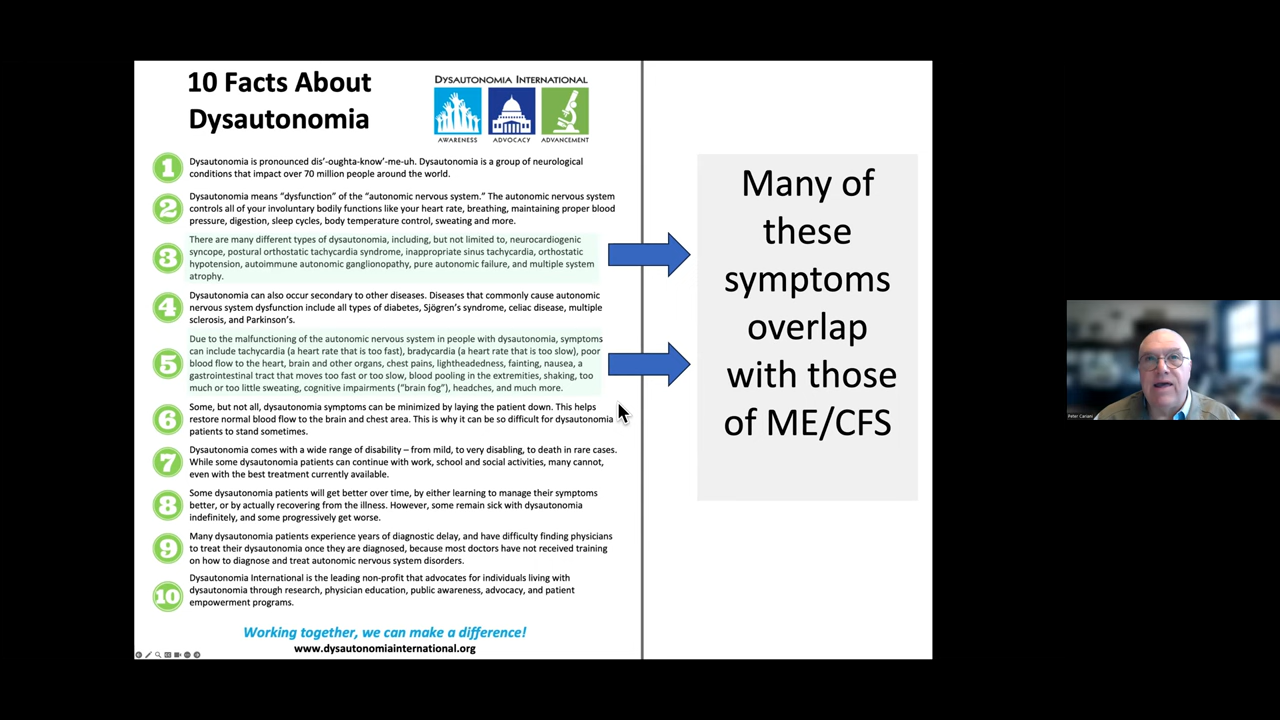 10 Facts About
Dysautonomia
DYSAUTONOMIA INTERNATIONAL
AWARENESS ADVOCACY ADVANCEMENT
1 Dysautonomia is pronounced dis'-oughta-know'-me-uh. Dysautonomia is a group of neurological
conditions that impact over 70 million people around the world.
2 Dysautonomia means "dysfunction" of the "autonomic nervous system." The autonomic nervous system
controls all of your involuntary bodily functions like your heart rate, breathing, maintaining proper blood
pressure, digestion, sleep cycles, body temperature control, sweating and more.
3 There are many different types of dysautonomia, including, but not limited to, neurocardiogenic
syncope, postural orthostatic tachycardia syndrome, inappropriate sinus tachycardia, orthostatic
hypotension, autoimmune autonomic ganglionopathy, pure autonomic failure, and multiple system
atrophy.
4 Dysautonomia can also occur secondary to other diseases. Diseases that commonly cause autonomic
nervous system dysfunction include all types of diabetes, Sjögren's syndrome, celiac disease, multiple
sclerosis, and Parkinson's.
5 Due to the malfunctioning of the autonomic nervous system in people with dysautonomia, symptoms
can include tachycardia (a heart rate that is too fast), bradycardia (a heart rate that is too slow), poor
blood flow to the heart, brain and other organs, chest pains, lightheadedness, fainting, nausea, a
gastrointestinal tract that moves too fast or too slow, blood pooling in the extremities, shaking, too
much or too little sweating, cognitive impairments ("brain fog"), headaches, and much more.
6 Some, but not all, dysautonomia symptoms can be minimized by laying the patient down. This helps
restore normal blood flow to the brain and chest area. This is why it can be so difficult for dysautonomia
patients to stand sometimes.
7 Dysautonomia comes with a wide range of disability – from mild, to very disabling, to death in rare cases.
While some dysautonomia patients can continue with work, school and social activities, many cannot,
even with the best treatment currently available.
8 Some dysautonomia patients will get better over time, by either learning to manage their symptoms
better, or by actually recovering from the illness. However, some remain sick with dysautonomia
indefinitely, and some progressively get worse.
9 Many dysautonomia patients experience years of diagnostic delay, and have difficulty finding physicians
to treat their dysautonomia once they are diagnosed, because most doctors have not received training
on how to diagnose and treat autonomic nervous system disorders.
10 Dysautonomia International is the leading non-profit that advocates for individuals living with
dysautonomia through research, physician education, public awareness, advocacy, and patient
empowerment programs.
Working together, we can make a difference!
www.dysautonomiainternational.org
Many of
these
symptoms
overlap
with those
of ME/CFS
Peter Cariani